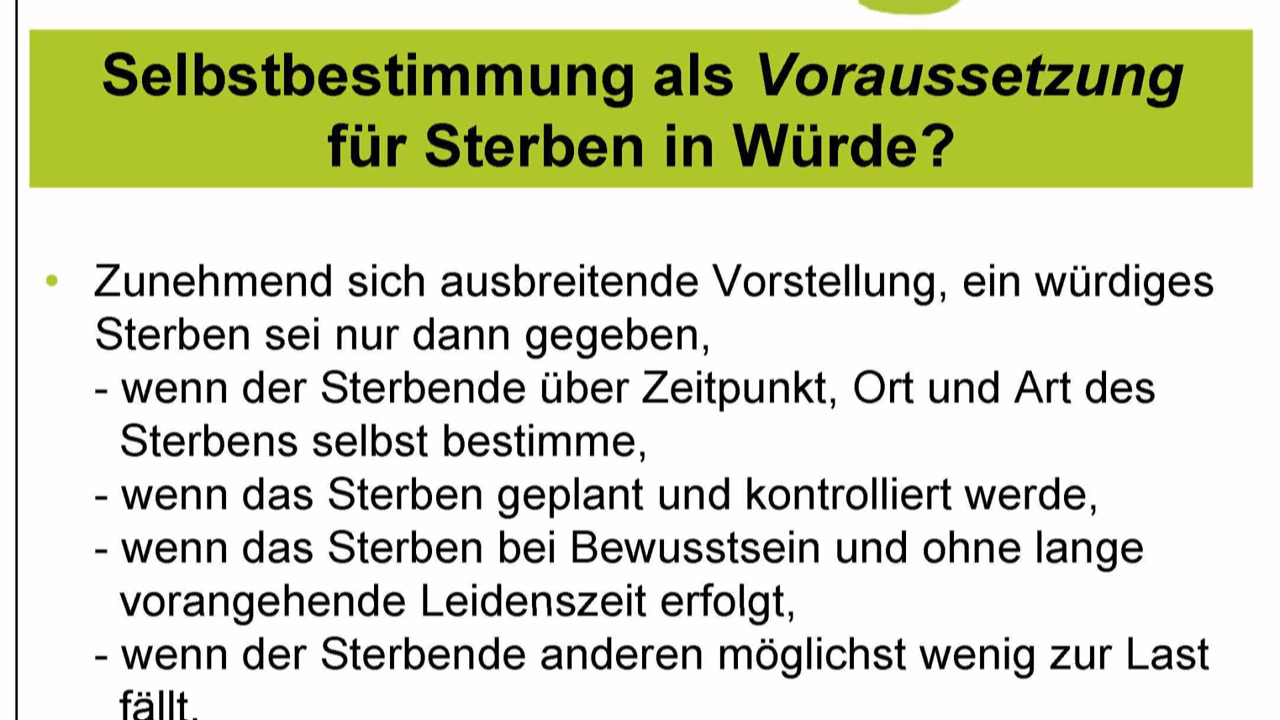 Selbstbestimmung als Voraussetzung
für Sterben in Würde?
• Zunehmend sich ausbreitende Vorstellung, ein würdiges
Sterben sei nur dann gegeben,
- wenn der Sterbende über Zeitpunkt, Ort und Art des
Sterbens selbst bestimme,
- wenn das Sterben geplant und kontrolliert werde,
- wenn das Sterben bei Bewusstsein und ohne lange
vorangehende Leidenszeit erfolgt,
- wenn der Sterbende anderen möglichst wenig zur Last
fällt.